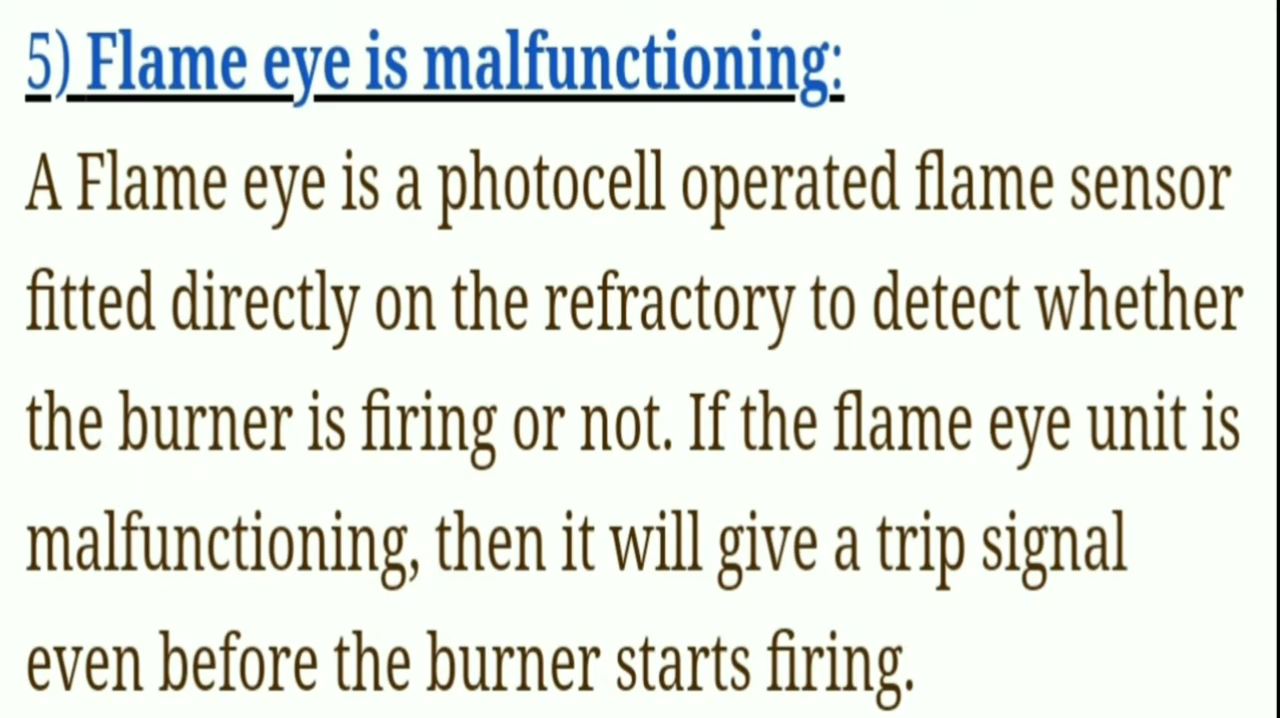 5) Flame eye is malfunctioning:
A Flame eye is a photocell operated flame sensor
fitted directly on the refractory to detect whether
the burner is firing or not. If the flame eye unit is
malfunctioning, then it will give a trip signal
even before the burner starts firing.